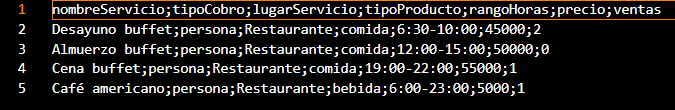 1 nombreServicio;tipoCobro;lugarServicio;tipoProducto;rangoHoras;precio;ventas
2 Desayuno buffet;persona;Restaurante;comida;6:30-10:00;45000;2
3 Almuerzo buffet;persona;Restaurante;comida;12:00-15:00;50000;0
4 Cena buffet;persona;Restaurante;comida;19:00-22:00;55000;1
5 Café americano;persona;Restaurante;bebida;6:00-23:00;5000;1